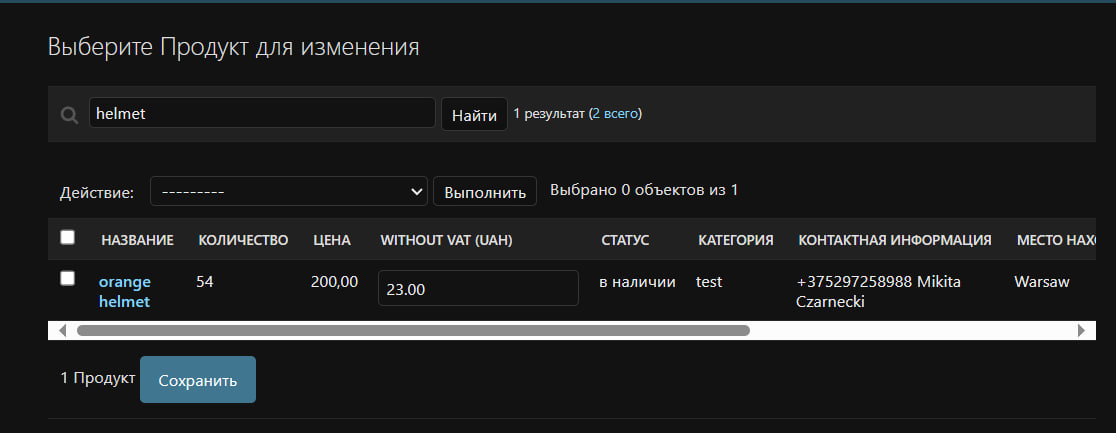 Выберите Продукт для изменения
helmet Найти 1 результат (2 всего)
Действие: --------- Выполнить Выбрано 0 объектов из 1
НАЗВАНИЕ КОЛИЧЕСТВО ЦЕНА WITHOUT VAT (UAH) СТАТУС КАТЕГОРИЯ КОНТАКТНАЯ ИНФОРМАЦИЯ МЕСТО НАХО
orange 54 200,00 23.00 в наличии test +375297258988 Mikita Warsaw
helmet Czarnecki
1 Продукт Сохранить